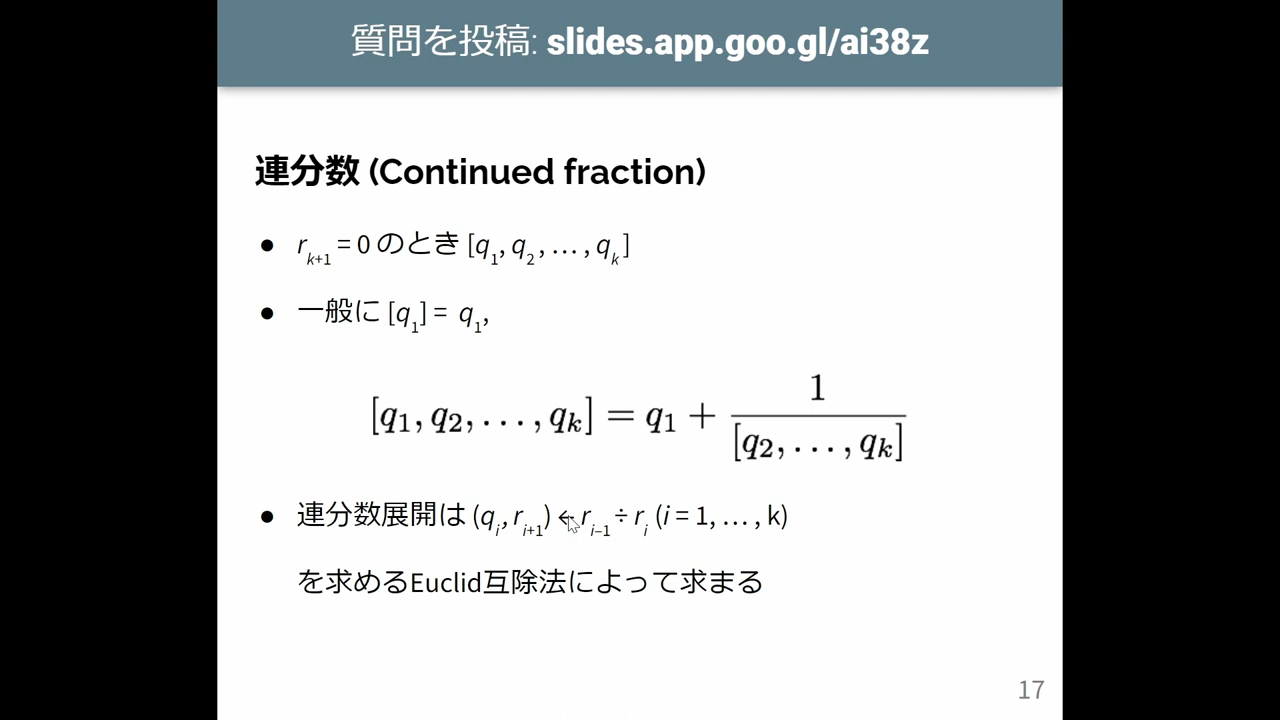 質問を投稿: slides.app.goo.gl/ai38z
連分数 (Continued fraction)
● r_{k+1} = 0 のとき [q_1, q_2, … , q_k]
● 一般に [q_1] = q_1,
[q_1, q_2, …, q_k] = q_1 + \frac{1}{[q_2, …, q_k]}
● 連分数展開は (q_i, r_{i+1}) ← r_{i−1} ÷ r_i (i = 1, … , k)
を求めるEuclid互除法によって求まる
17